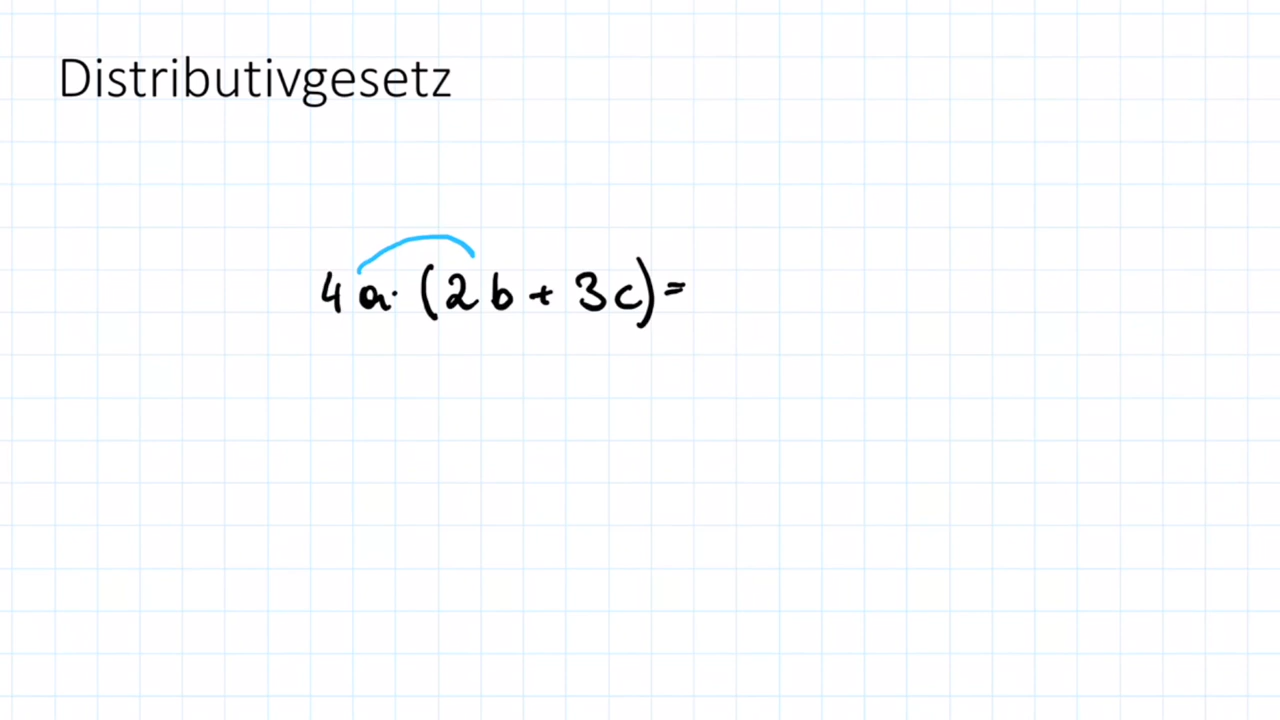 Distributivgesetz
4a · (2b + 3c) =